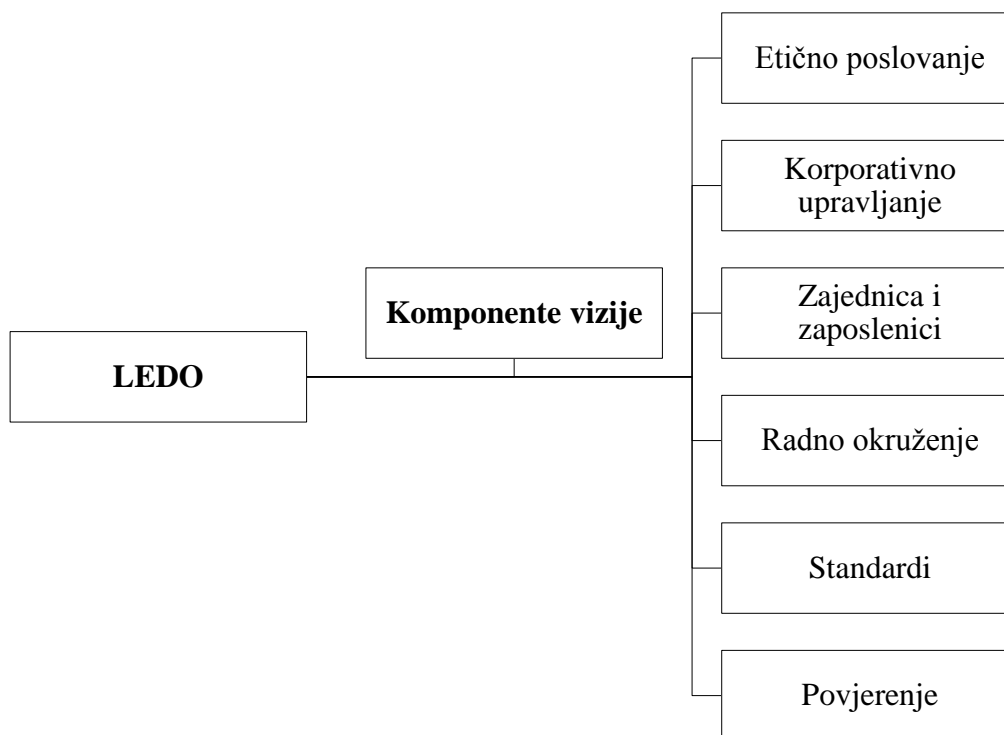 LEDO
Komponente vizije
Etično poslovanje
Korporativno
upravljanje
Zajednica i
zaposlenici
Radno okruženje
Standardi
Povjerenje